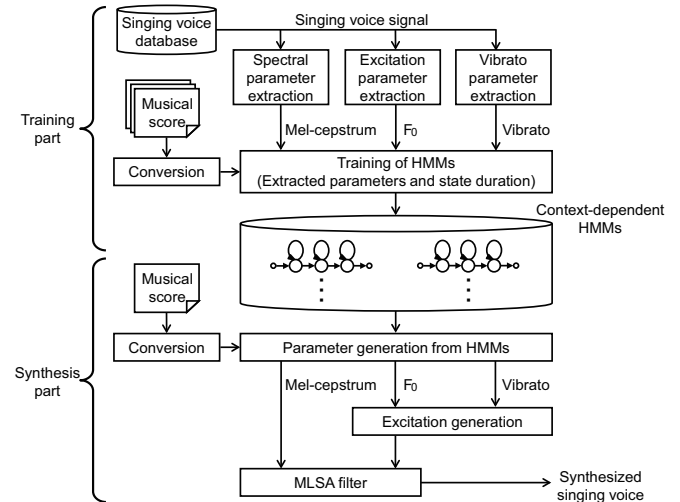 Singing voice
database
Singing voice signal
Spectral
parameter
extraction
Excitation
parameter
extraction
Vibrato
parameter
extraction
Training
part
Musical
score
Mel-cepstrum
F0
Vibrato
Conversion
Training of HMMs
(Extracted parameters and state duration)
Context-dependent
HMMs
Musical
score
Conversion
Parameter generation from HMMs
Synthesis
part
Mel-cepstrum
F0
Vibrato
Excitation generation
MLSA filter
Synthesized
singing voice